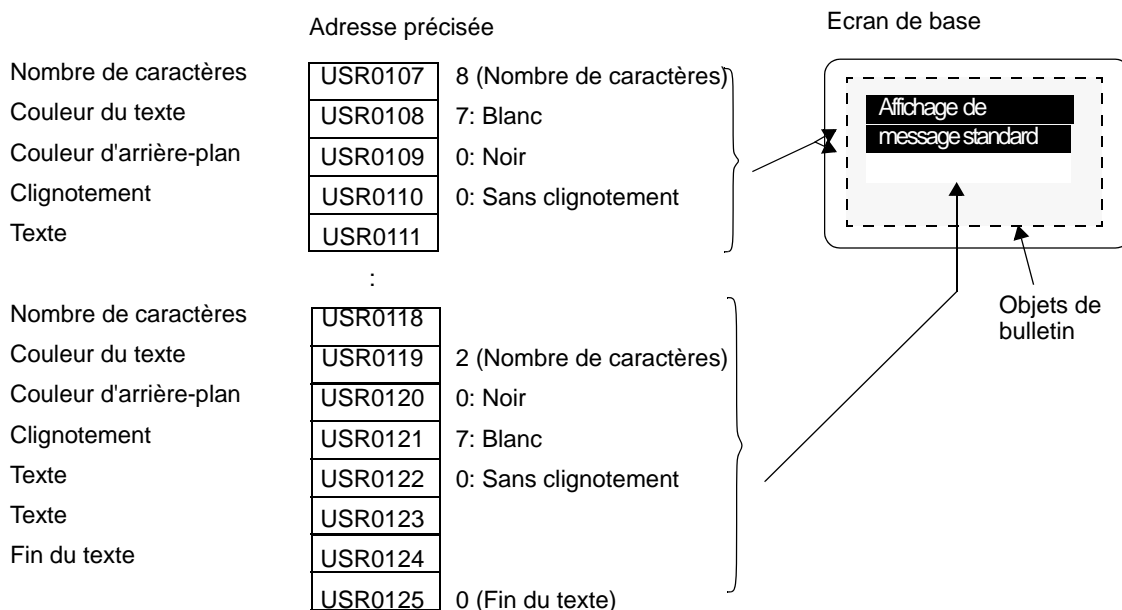 Adresse précisée
Ecran de base
Nombre de caractères USR0107 8 (Nombre de caractères)
Couleur du texte USR0108 7: Blanc
Couleur d'arrière-plan USR0109 0: Noir
Clignotement USR0110 0: Sans clignotement
Texte USR0111
:
Affichage de
message standard
Objets de
bulletin
Nombre de caractères USR0118
Couleur du texte USR0119 2 (Nombre de caractères)
Couleur d'arrière-plan USR0120 0: Noir
Clignotement USR0121 7: Blanc
Texte USR0122 0: Sans clignotement
Texte USR0123
Fin du texte USR0124
USR0125 0 (Fin du texte)